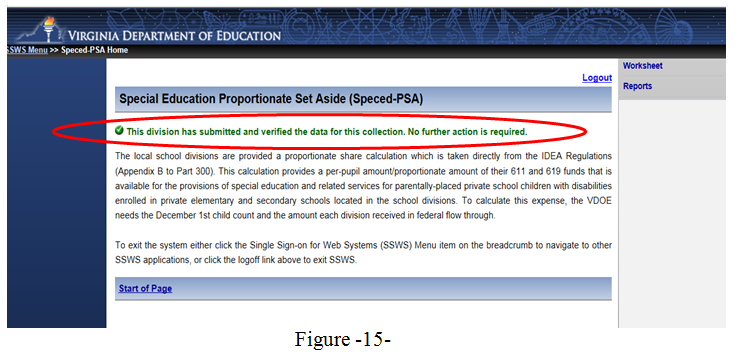 VIRGINIA DEPARTMENT OF EDUCATION
SSWS Menu >> Speced-PSA Home
Worksheet
Reports
Logout
Special Education Proportionate Set Aside (Speced-PSA)
This division has submitted and verified the data for this collection. No further action is required.
The local school divisions are provided a proportionate share calculation which is taken directly from the IDEA Regulations
(Appendix B to Part 300). This calculation provides a per-pupil amount/proportionate amount of their 611 and 619 funds that is
available for the provisions of special education and related services for parentally-placed private school children with disabilities
enrolled in private elementary and secondary schools located in the school divisions. To calculate this expense, the VDOE
needs the December 1st child count and the amount each division received in federal flow through.
To exit the system either click the Single Sign-on for Web Systems (SSWS) Menu item on the breadcrumb to navigate to other
SSWS applications, or click the logoff link above to exit SSWS.
Start of Page
Figure -15-